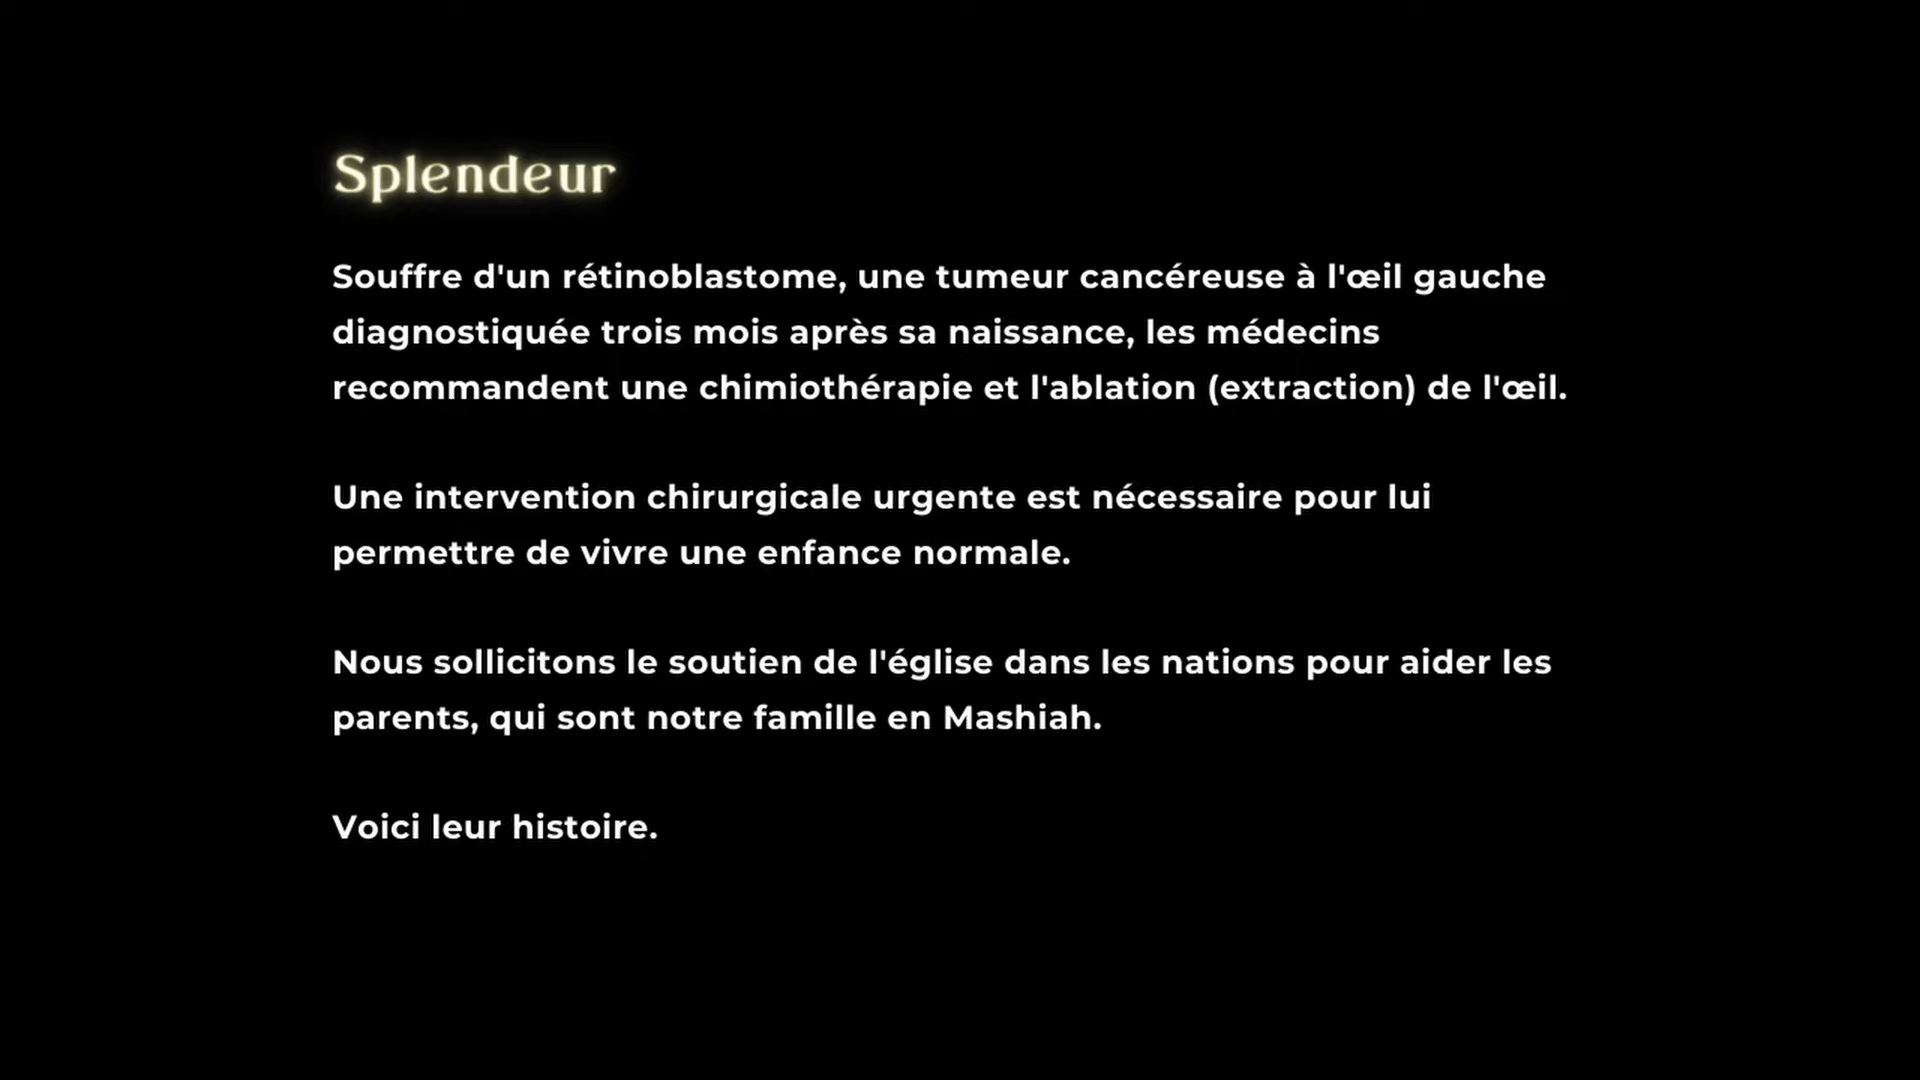 Splendeur
Souffre d'un rétinoblastome, une tumeur cancéreuse à l'œil gauche
diagnostiquée trois mois après sa naissance, les médecins
recommandent une chimiothérapie et l'ablation (extraction) de l'œil.
Une intervention chirurgicale urgente est nécessaire pour lui
permettre de vivre une enfance normale.
Nous sollicitons le soutien de l'église dans les nations pour aider les
parents, qui sont notre famille en Mashiah.
Voici leur histoire.